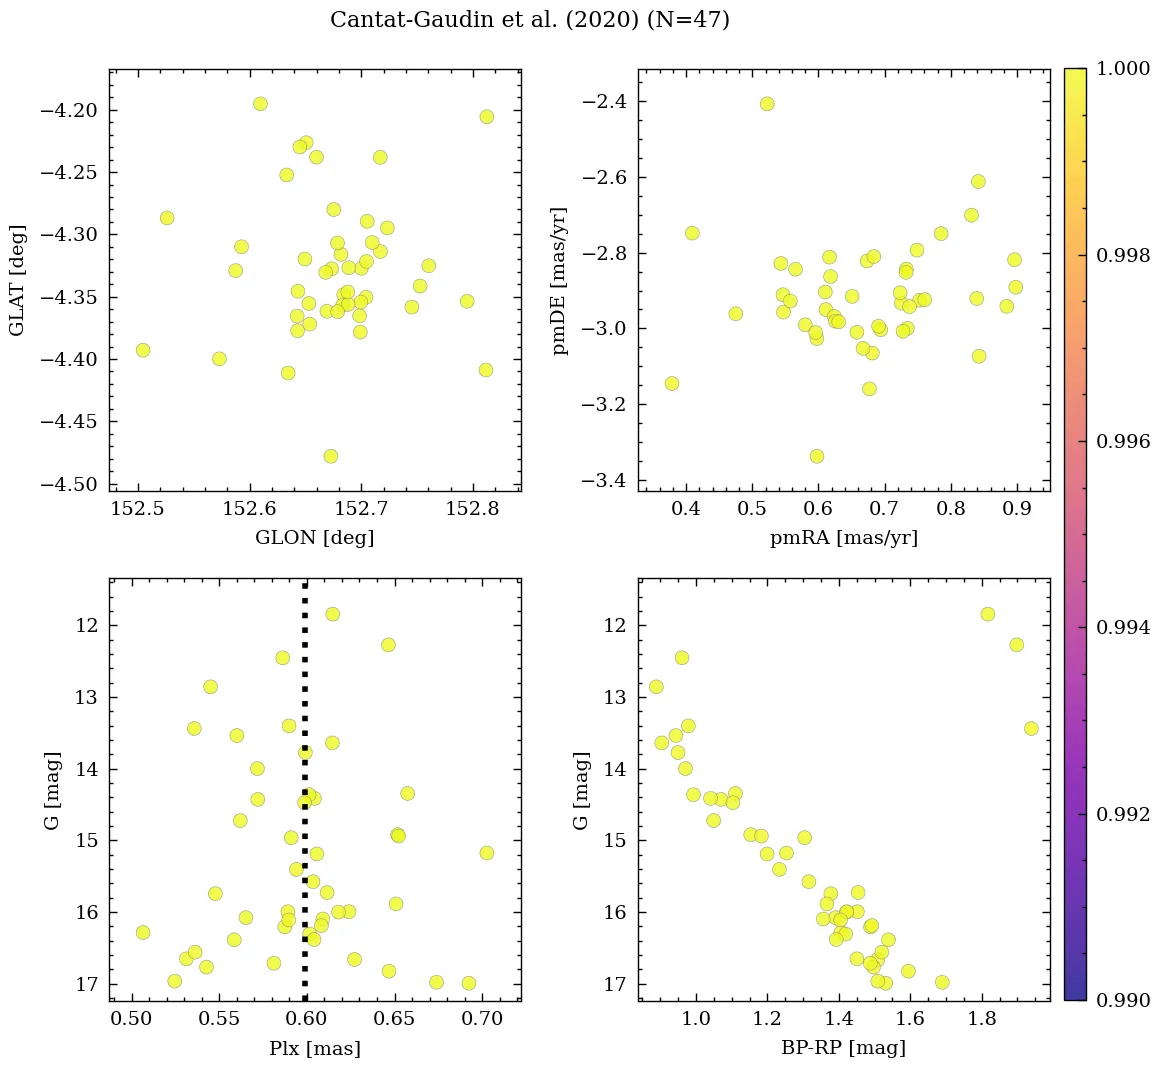 Cantat-Gaudin et al. (2020) (N=47)
−4.20
−4.25
−4.30
−4.35
−4.40
−4.45
−4.50
GLAT [deg]
152.5 152.6 152.7 152.8
GLON [deg]
−2.4
−2.6
−2.8
−3.0
−3.2
−3.4
pmDE [mas/yr]
0.4 0.5 0.6 0.7 0.8 0.9
pmRA [mas/yr]
12
13
14
15
16
17
G [mag]
0.50 0.55 0.60 0.65 0.70
Plx [mas]
12
13
14
15
16
17
G [mag]
1.0 1.2 1.4 1.6 1.8
BP-RP [mag]
1.000
0.998
0.996
0.994
0.992
0.990